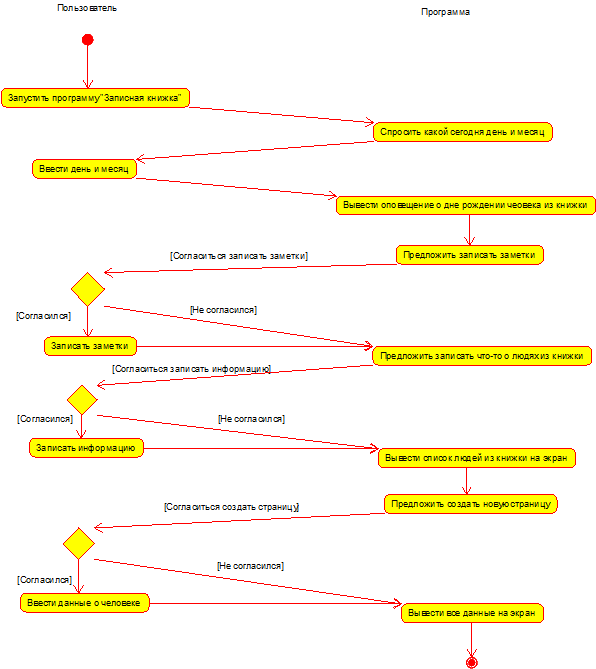 Пользователь
Программа
Запустить программу"Записная книжка"
Спросить какой сегодня день и месяц
Ввести день и месяц
Вывести оповещение о дне рождении чеовека из книжки
Предложить записать заметки
[Согласиться записать заметки]
[Согласился]
[Не согласился]
Записать заметки
Предложить записать что-то о людях из книжки
[Согласиться записать информацию]
[Согласился]
[Не согласился]
Записать информацию
Вывести список людей из книжки на экран
Предложить создать новую страницу
[Согласиться создать страницу]
[Согласился]
[Не согласился]
Ввести данные о человеке
Вывести все данные на экран